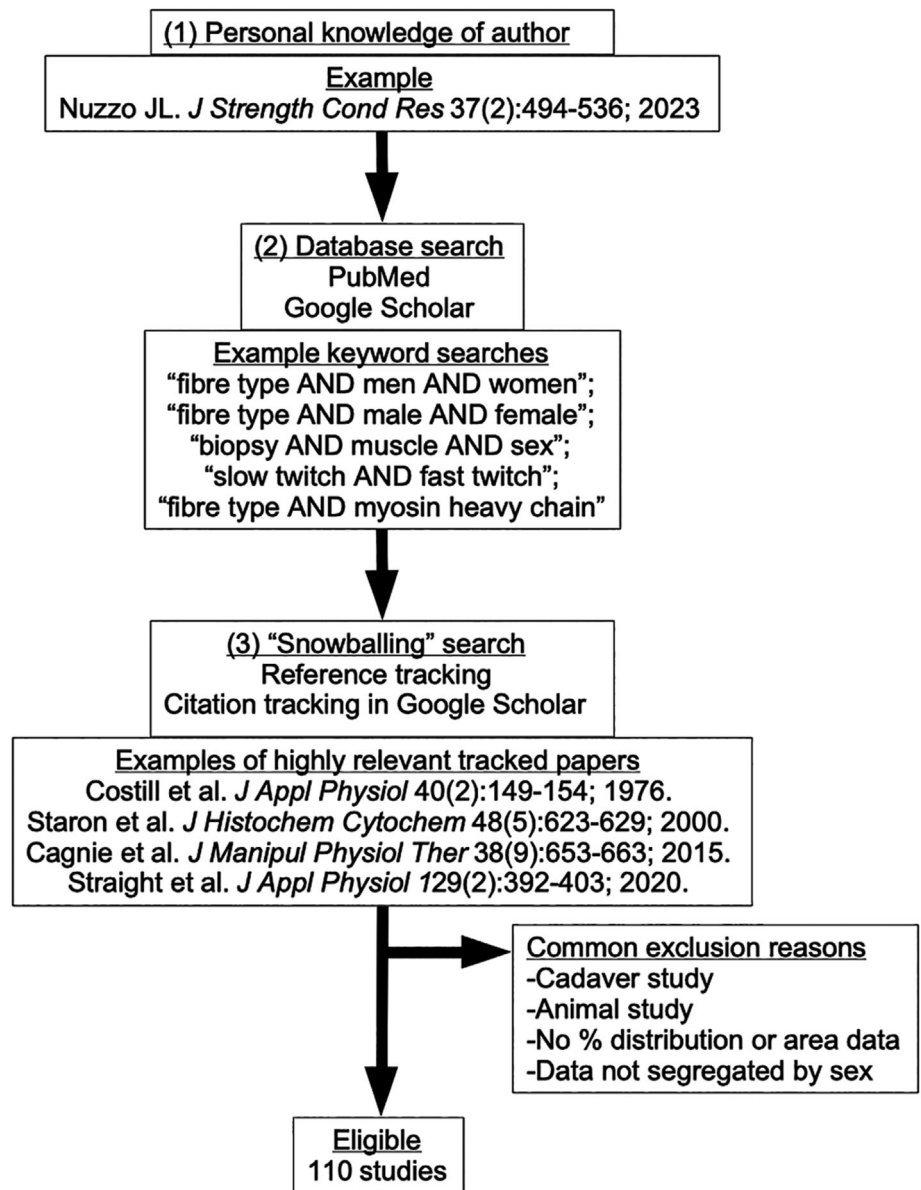 (1) Personal knowledge of author
Example
Nuzzo JL. J Strength Cond Res 37(2):494-536; 2023
(2) Database search
PubMed
Google Scholar
Example keyword searches
“fibre type AND men AND women”;
“fibre type AND male AND female”;
“biopsy AND muscle AND sex”;
“slow twitch AND fast twitch”;
“fibre type AND myosin heavy chain”
(3) “Snowballing” search
Reference tracking
Citation tracking in Google Scholar
Examples of highly relevant tracked papers
Costill et al. J Appl Physiol 40(2):149-154; 1976.
Staron et al. J Histochem Cytochem 48(5):623-629; 2000.
Cagnie et al. J Manipul Physiol Ther 38(9):653-663; 2015.
Straight et al. J Appl Physiol 129(2):392-403; 2020.
Common exclusion reasons
-Cadaver study
-Animal study
-No % distribution or area data
-Data not segregated by sex
Eligible
110 studies